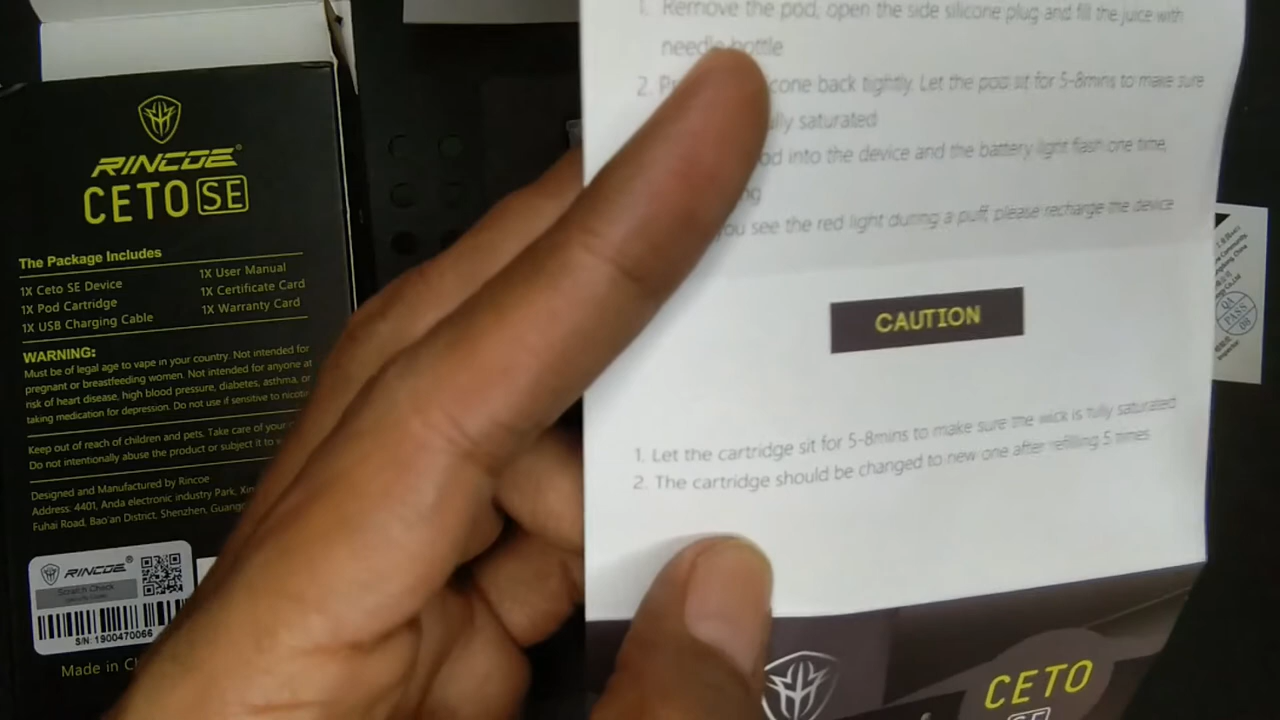 RINCOE
CETO SE
The Package Includes
1X Ceto SE Device
1X Pod Cartridge
1X USB Charging Cable
1X User Manual
1X Certificate Card
1X Warranty Card
WARNING:
Must be of legal age to vape in your country. Not intended for
pregnant or breastfeeding women. Not intended for anyone at
risk of heart disease, high blood pressure, diabetes, asthma, or
taking medication for depression. Do not use if sensitive to
Keep out of reach of children and pets. Take care of your
Do not intentionally abuse the product or subject it to
Designed and Manufactured by Rincoe
Address: 4401, Anda electronic industry Park,
Fuhai Road, Bao'an District, Shenzhen,
RINCOE®
Scratch Check
S/N: 1900470066
Made in
1. Remove the pod, open the side silicone plug and fill the juice with
needle bottle
2. back tightly. Let the pod sit for 5-8mins to make sure
saturated
into the device and the battery light flash one time,
you see the red light during a puff, please recharge the device
CAUTION
1. Let the cartridge sit for 5-8mins to make sure the wick is fully saturated
2. The cartridge should be changed to new one after refilling 5 times
CETO
SE
QA
PASS
08
Inspector